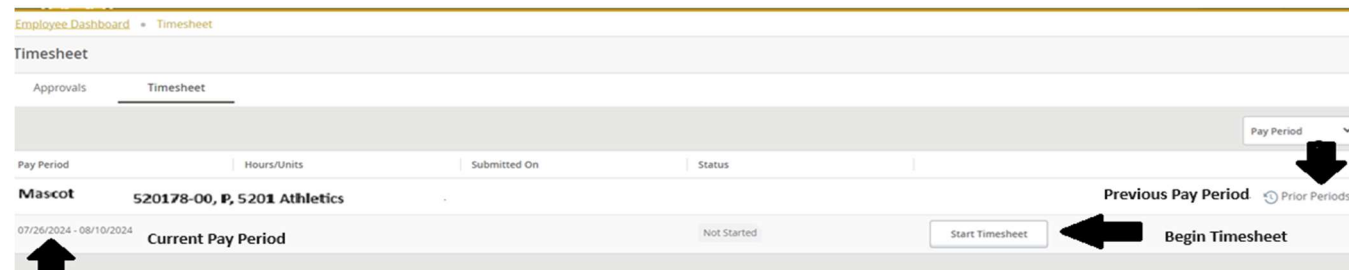 Employee Dashboard • Timesheet
Timesheet
Approvals Timesheet
Pay Period
Pay Period Hours/Units Submitted On Status
Mascot 520178-00, P, 5201 Athletics Previous Pay Period Prior Periods
07/26/2024 - 08/10/2024 Current Pay Period Not Started Start Timesheet Begin Timesheet